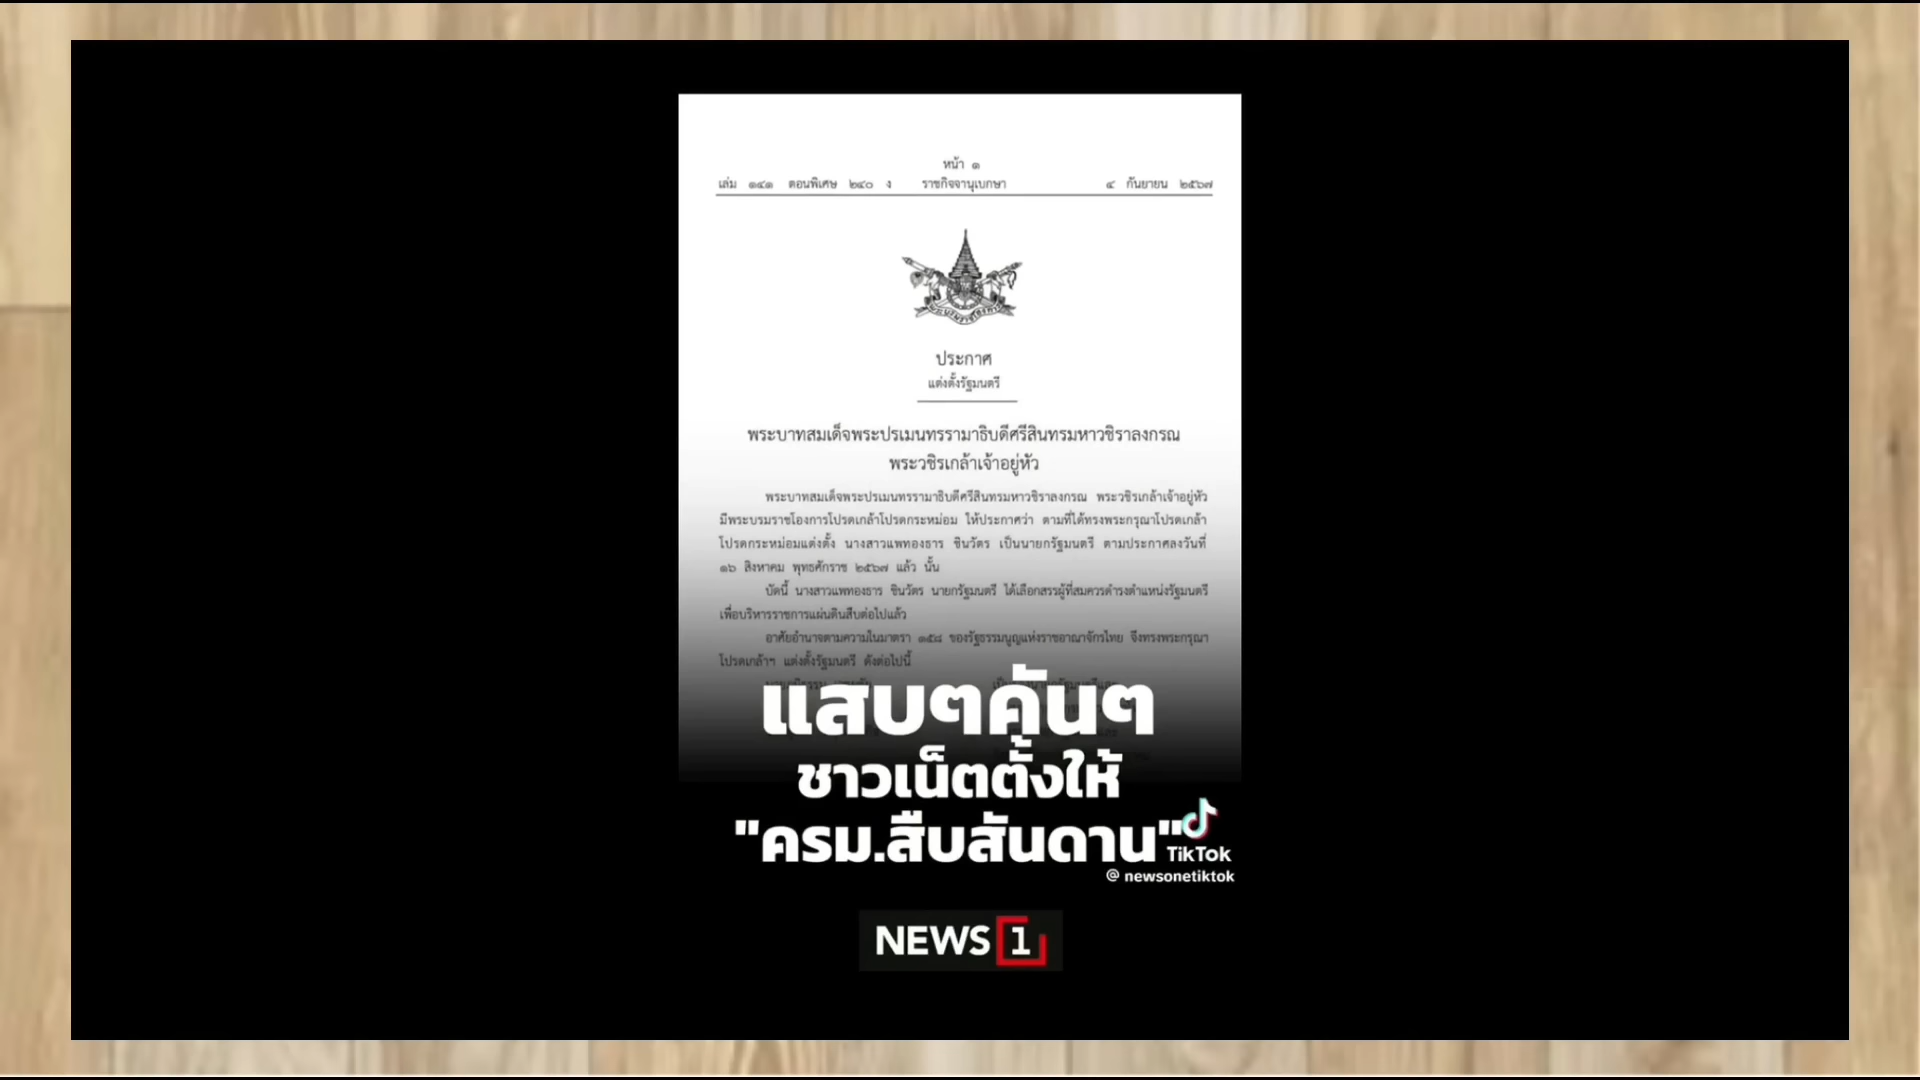 หน้า ๑
เล่ม ๑๔๑ ตอนพิเศษ ๒๔๐ ง ราชกิจจานุเบกษา ๔ กันยายน ๒๕๖๗
ประกาศ
แต่งตั้งรัฐมนตรี
พระบาทสมเด็จพระปรเมนทรรามาธิบดีศรีสินทรมหาวชิราลงกรณ
พระวชิรเกล้าเจ้าอยู่หัว
พระบาทสมเด็จพระปรเมนทรรามาธิบดีศรีสินทรมหาวชิราลงกรณ พระวชิรเกล้าเจ้าอยู่หัว
มีพระบรมราชโองการโปรดเกล้าโปรดกระหม่อม ให้ประกาศว่า ตามที่ได้ทรงพระกรุณาโปรดเกล้า
โปรดกระหม่อมแต่งตั้ง นางสาวแพทองธาร ชินวัตร เป็นนายกรัฐมนตรี ตามประกาศลงวันที่
๑๖ สิงหาคม พุทธศักราช ๒๕๖๗ แล้ว นั้น
บัดนี้ นางสาวแพทองธาร ชินวัตร นายกรัฐมนตรี ได้เลือกสรรผู้ที่สมควรดำรงตำแหน่งรัฐมนตรี
เพื่อบริหารราชการแผ่นดินสืบต่อไปแล้ว
อาศัยอำนาจตามความในมาตรา ๑๕๘ ของรัฐธรรมนูญแห่งราชอาณาจักรไทย จึงทรงพระกรุณา
โปรดเกล้าฯ แต่งตั้งรัฐมนตรี ดังต่อไปนี้
แสบๆคันๆ
ชาวเน็ตตั้งให้
"ครม.สืบสันดาน"
TikTok
@newsonetiktok
NEWS 1